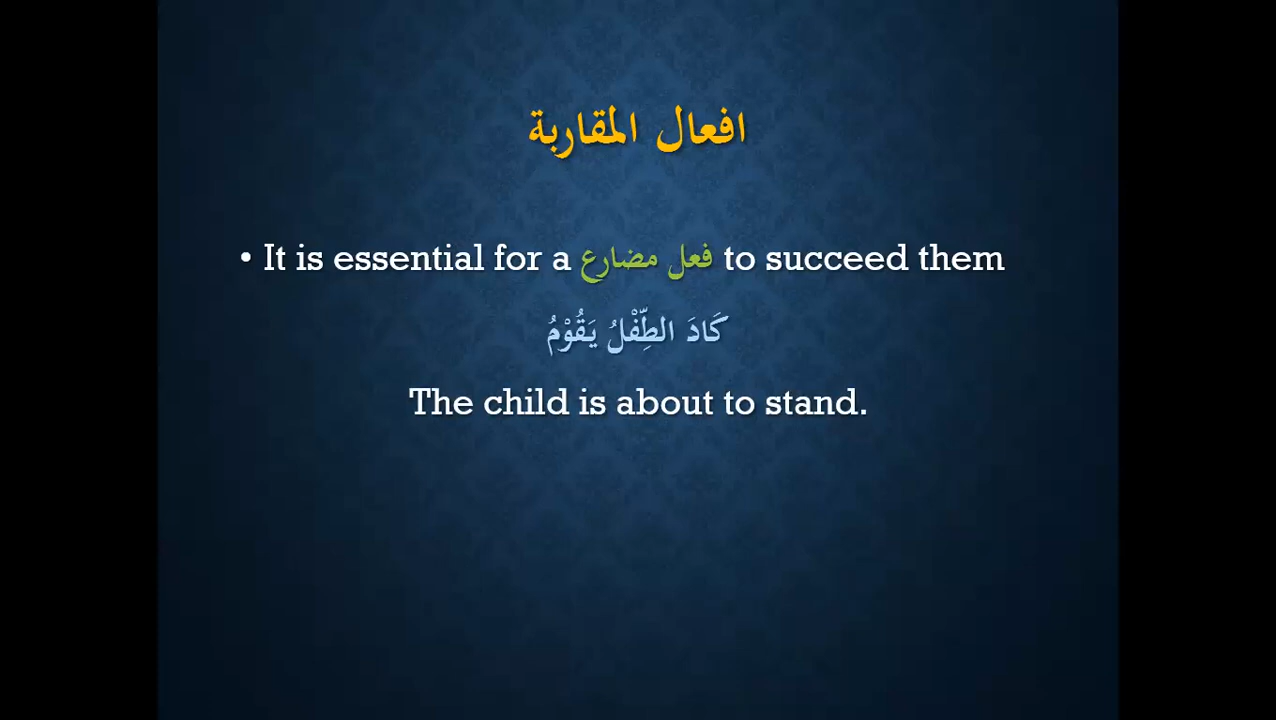 افعال المقاربة
• It is essential for a فعل مضارع to succeed them
كَادَ الطِّفْلُ يَقُوْمُ
The child is about to stand.